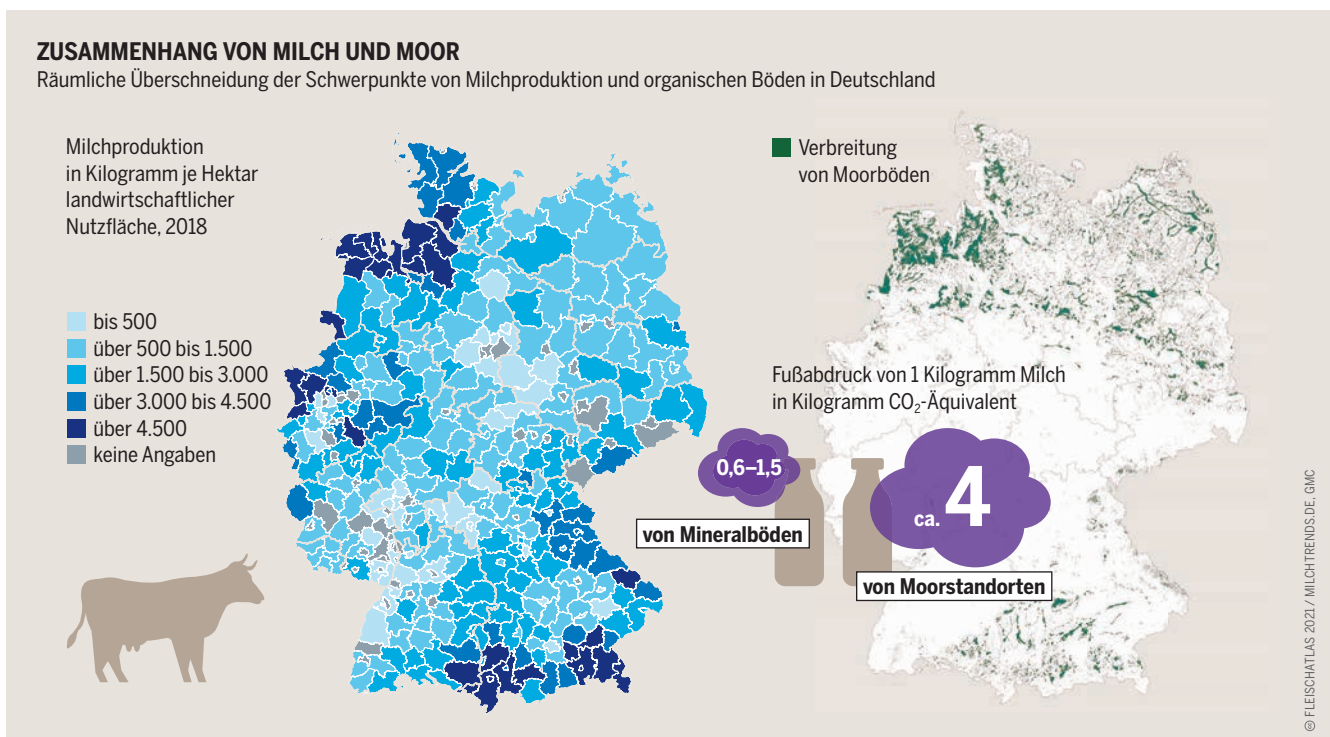 ZUSAMMENHANG VON MILCH UND MOOR
Räumliche Überschneidung der Schwerpunkte von Milchproduktion und organischen Böden in Deutschland
Milchproduktion
in Kilogramm je Hektar
landwirtschaftlicher
Nutzfläche, 2018
bis 500
über 500 bis 1.500
über 1.500 bis 3.000
über 3.000 bis 4.500
über 4.500
keine Angaben
Verbreitung
von Moorböden
Fußabdruck von 1 Kilogramm Milch
in Kilogramm CO₂-Äquivalent
0,6–1,5
von Mineralböden
ca. 4
von Moorstandorten
© FLEISCHATLAS 2021 / MILCHTRENDS.DE, GMC